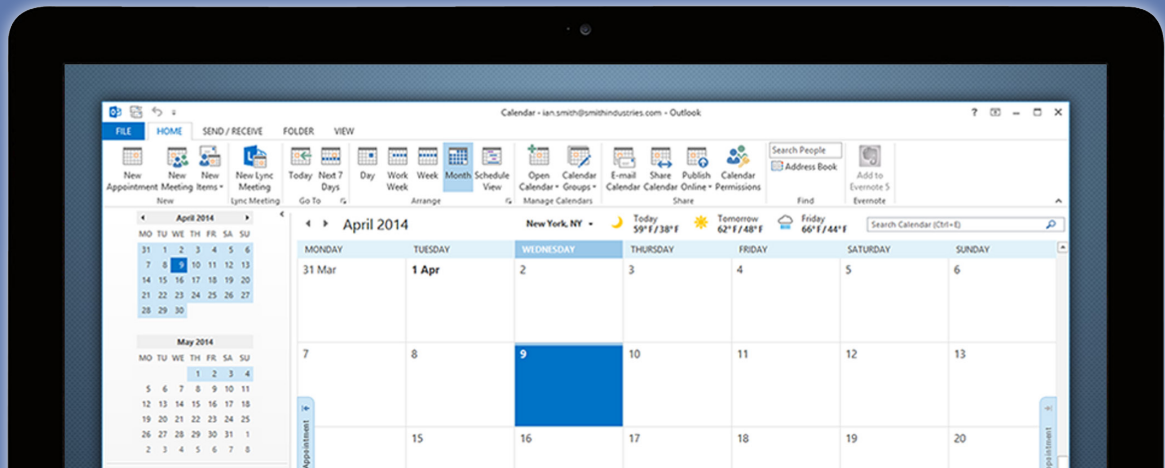 Calendar - ian.smith@smithindustries.com - Outlook
?
FILE HOME SEND / RECEIVE FOLDER VIEW
New Appointment
New Meeting
New Items
New
New Lync Meeting
Lync Meeting
Today
Next 7 Days
Go To
Day
Work Week
Week
Month
Schedule View
Arrange
Open Calendar
Calendar Groups
Manage Calendars
E-mail Calendar
Share Calendar
Publish Online
Calendar Permissions
Share
Search People
Address Book
Find
Add to Evernote 5
Evernote
April 2014
MO TU WE TH FR SA SU
31 1 2 3 4 5 6
7 8 9 10 11 12 13
14 15 16 17 18 19 20
21 22 23 24 25 26 27
28 29 30
May 2014
MO TU WE TH FR SA SU
1 2 3 4
5 6 7 8 9 10 11
12 13 14 15 16 17 18
19 20 21 22 23 24 25
26 27 28 29 30 31 1
2 3 4 5 6 7 8
April 2014
New York, NY
Today
59°F/38°F
Tomorrow
62°F/48°F
Friday
66°F/44°F
Search Calendar (Ctrl+E)
MONDAY TUESDAY WEDNESDAY THURSDAY FRIDAY SATURDAY SUNDAY
31 Mar 1 Apr 2 3 4 5 6
7 8 9 10 11 12 13
15 16 17 18 19 20
Appointment